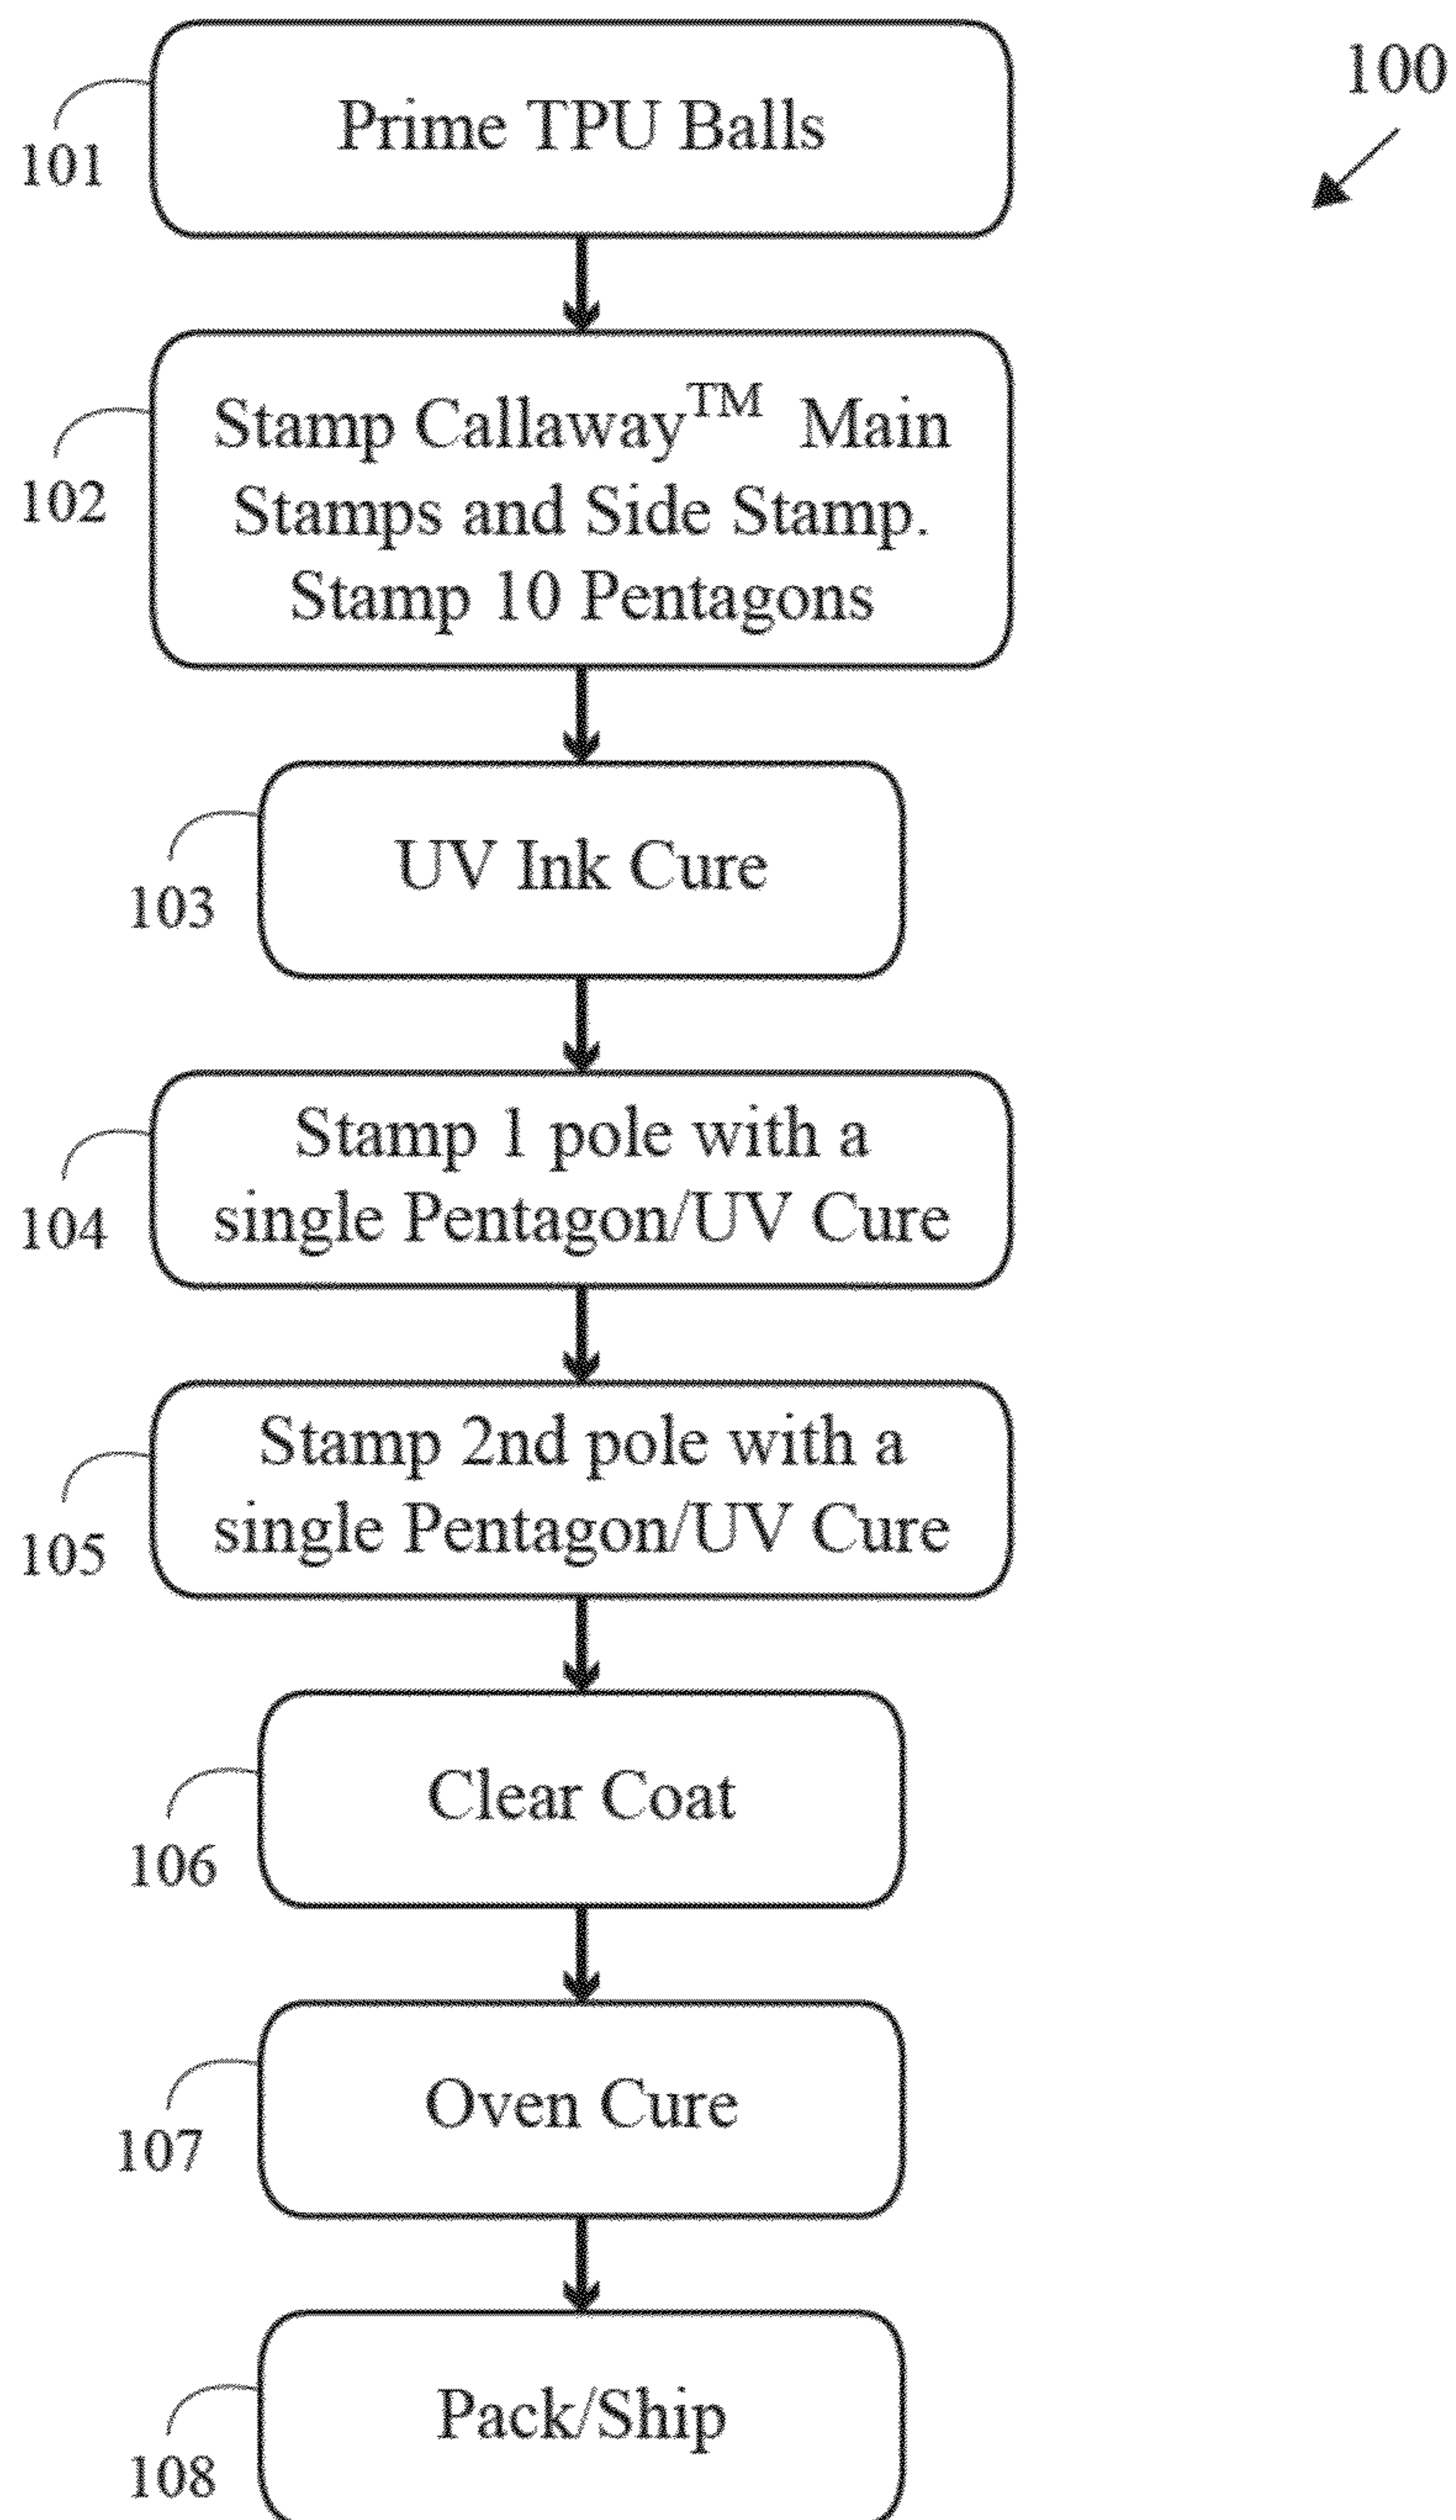 100
Prime TPU Balls
101
Stamp Callaway™ Main
Stamps and Side Stamp.
Stamp 10 Pentagons
102
UV Ink Cure
103
Stamp 1 pole with a
single Pentagon/UV Cure
104
Stamp 2nd pole with a
single Pentagon/UV Cure
105
Clear Coat
106
Oven Cure
107
Pack/Ship
108